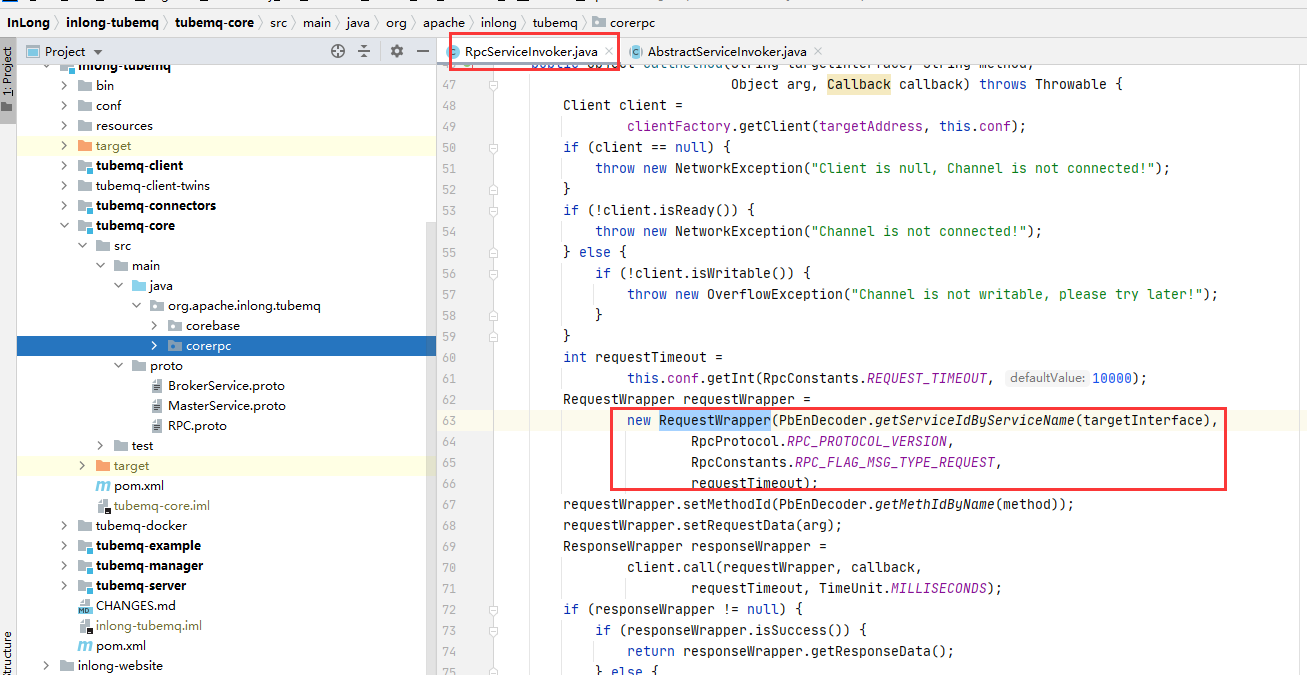 InLong > inlong-tubemq > tubemq-core > src > main > java > org > apache > inlong > tubemq > corerpc
Project
RpcServiceInvoker.java
AbstractServiceInvoker.java
1: Project
inlong-tubemq
bin
conf
resources
target
tubemq-client
tubemq-client-twins
tubemq-connectors
tubemq-core
src
main
java
org.apache.inlong.tubemq
corebase
corerpc
proto
BrokerService.proto
MasterService.proto
RPC.proto
test
target
pom.xml
tubemq-core.iml
tubemq-docker
tubemq-example
tubemq-manager
tubemq-server
CHANGES.md
inlong-tubemq.iml
pom.xml
inlong-website
public Object callMethod(String targetInterface, String method,
47 Object arg, Callback callback) throws Throwable {
48 Client client =
49 clientFactory.getClient(targetAddress, this.conf);
50 if (client == null) {
51 throw new NetworkException("Client is null, Channel is not connected!");
52 }
53 if (!client.isReady()) {
54 throw new NetworkException("Channel is not connected!");
55 } else {
56 if (!client.isWritable()) {
57 throw new OverflowException("Channel is not writable, please try later!");
58 }
59 }
60 int requestTimeout =
61 this.conf.getInt(RpcConstants.REQUEST_TIMEOUT, defaultValue: 10000);
62 RequestWrapper requestWrapper =
63 new RequestWrapper(PbEnDecoder.getServiceIdByServiceName(targetInterface),
64 RpcProtocol.RPC_PROTOCOL_VERSION,
65 RpcConstants.RPC_FLAG_MSG_TYPE_REQUEST,
66 requestTimeout);
67 requestWrapper.setMethodId(PbEnDecoder.getMethIdByName(method));
68 requestWrapper.setRequestData(arg);
69 ResponseWrapper responseWrapper =
70 client.call(requestWrapper, callback,
71 requestTimeout, TimeUnit.MILLISECONDS);
72 if (responseWrapper != null) {
73 if (responseWrapper.isSuccess()) {
74 return responseWrapper.getResponseData();
75 } else {